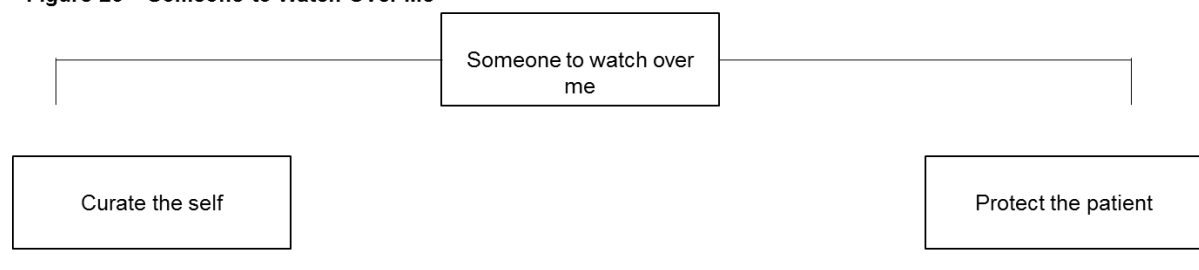 Someone to watch over
me
Curate the self
Protect the patient